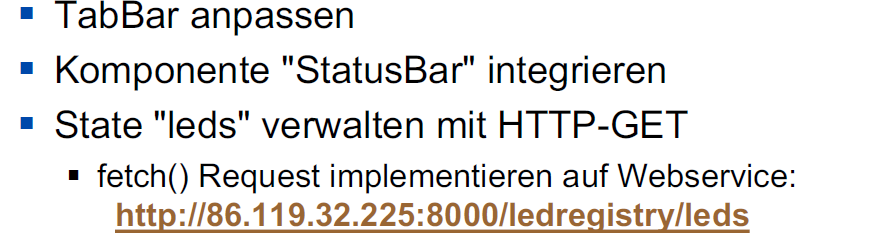 TabBar anpassen
Komponente "StatusBar" integrieren
State "leds" verwalten mit HTTP-GET
fetch() Request implementieren auf Webservice:
http://86.119.32.225:8000/ledregistry/leds